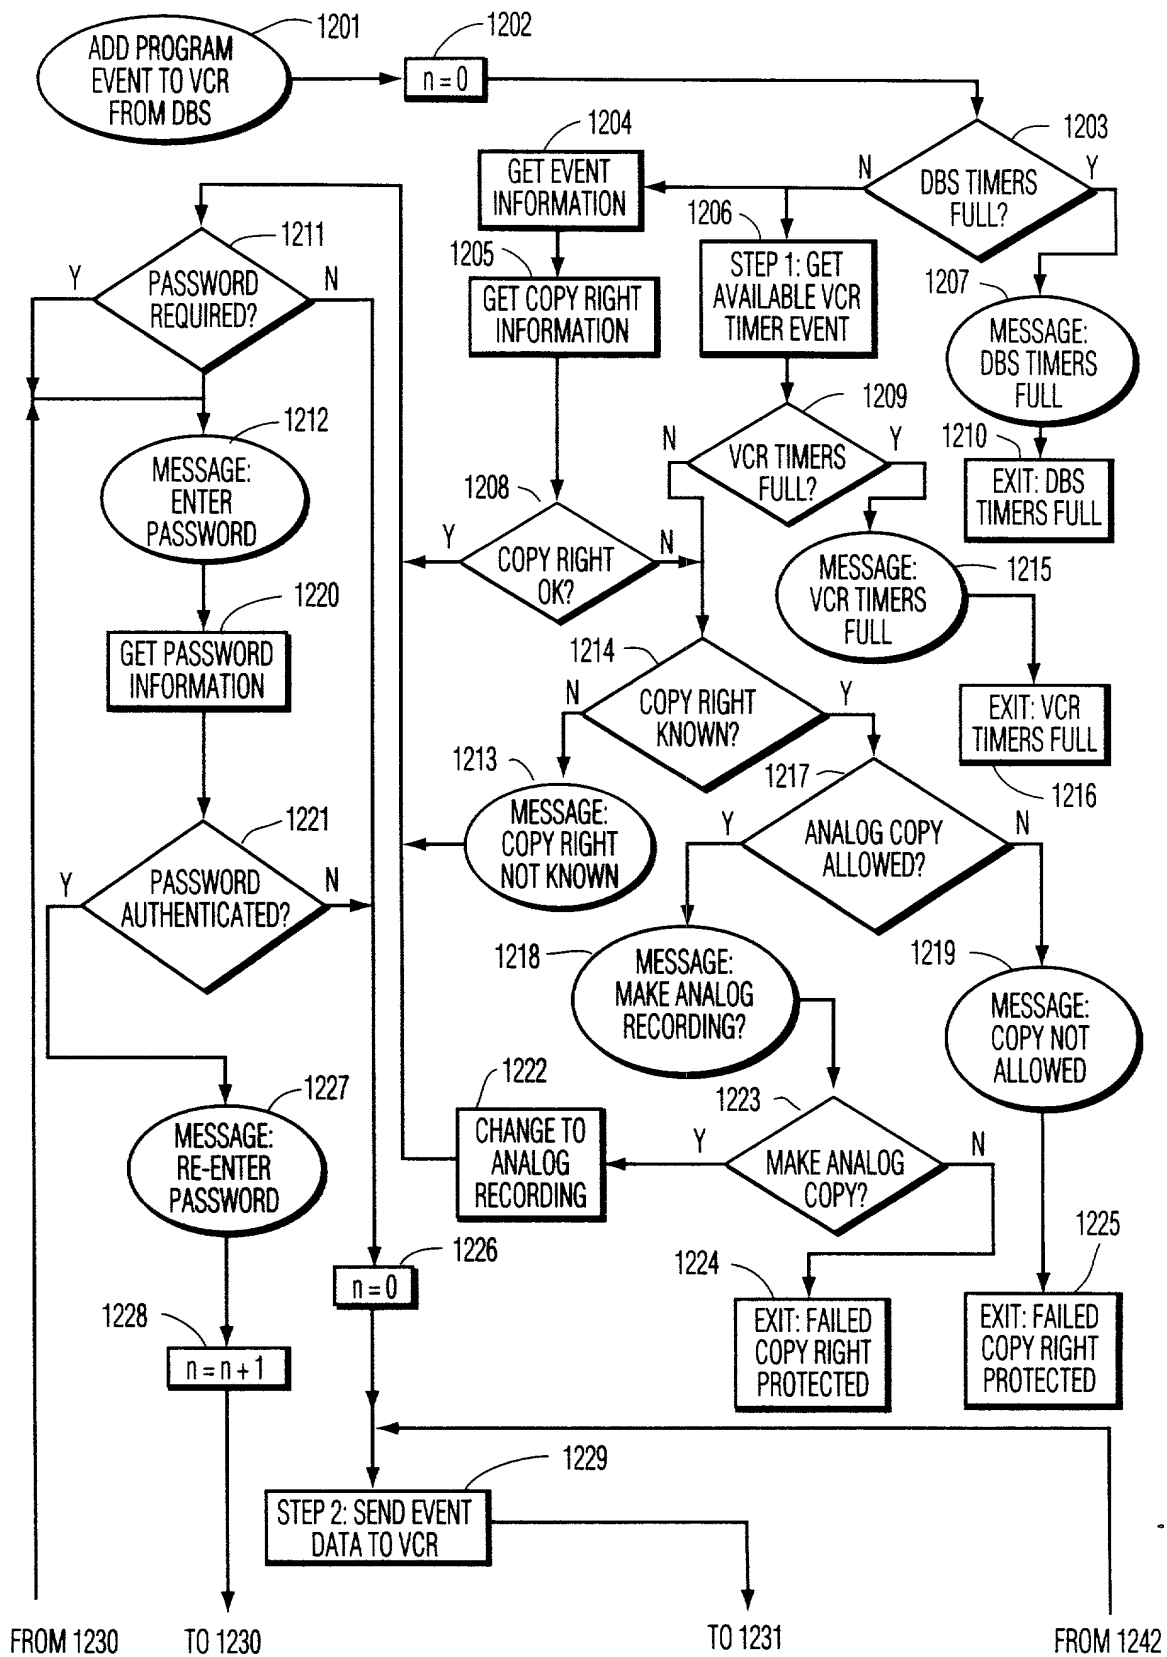 1201
ADD PROGRAM
EVENT TO VCR
FROM DBS
1202
n = 0
1203
N
Y
DBS TIMERS
FULL?
1204
GET EVENT
INFORMATION
1205
GET COPY RIGHT
INFORMATION
1206
STEP 1: GET
AVAILABLE VCR
TIMER EVENT
1207
MESSAGE:
DBS TIMERS
FULL
1211
Y
N
PASSWORD
REQUIRED?
1209
N
Y
VCR TIMERS
FULL?
1210
EXIT: DBS
TIMERS FULL
1212
MESSAGE:
ENTER
PASSWORD
1208
Y
N
COPY RIGHT
OK?
1215
MESSAGE:
VCR TIMERS
FULL
1220
GET PASSWORD
INFORMATION
1214
N
Y
COPY RIGHT
KNOWN?
EXIT: VCR
TIMERS FULL
1216
1213
MESSAGE:
COPY RIGHT
NOT KNOWN
1217
Y
N
ANALOG COPY
ALLOWED?
1221
Y
N
PASSWORD
AUTHENTICATED?
1218
MESSAGE:
MAKE ANALOG
RECORDING?
1219
MESSAGE:
COPY NOT
ALLOWED
1222
CHANGE TO
ANALOG
RECORDING
1223
Y
N
MAKE ANALOG
COPY?
1227
MESSAGE:
RE-ENTER
PASSWORD
1226
n = 0
1224
EXIT: FAILED
COPY RIGHT
PROTECTED
1225
EXIT: FAILED
COPY RIGHT
PROTECTED
1228
n = n + 1
1229
STEP 2: SEND EVENT
DATA TO VCR
FROM 1230
TO 1230
TO 1231
FROM 1242